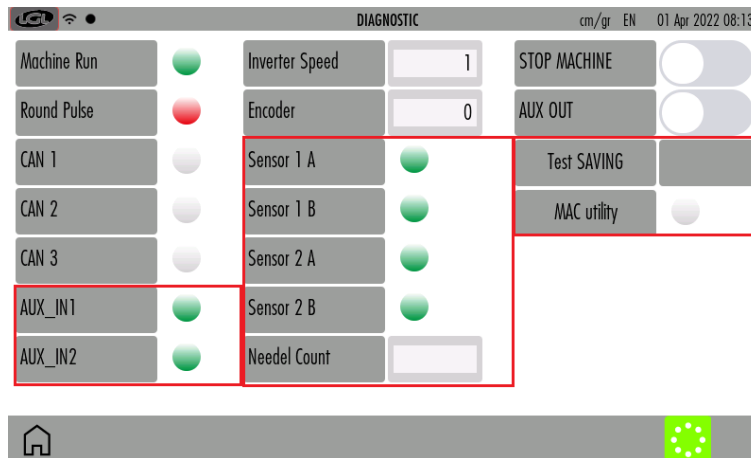 LGL DIAGNOSTIC cm/gr EN 01 Apr 2022 08:13
Machine Run Inverter Speed 1 STOP MACHINE
Round Pulse Encoder 0 AUX OUT
CAN 1 Sensor 1 A Test SAVING
CAN 2 Sensor 1 B MAC utility
CAN 3 Sensor 2 A
AUX_IN1 Sensor 2 B
AUX_IN2 Needel Count